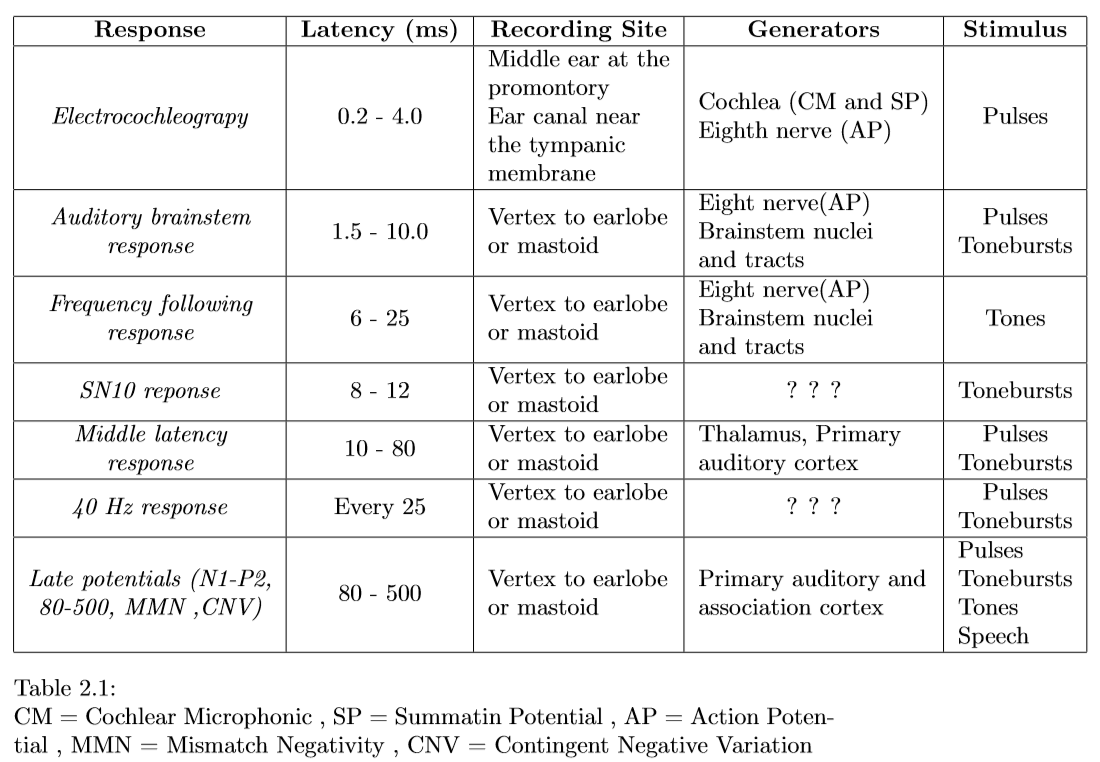 Response Latency (ms) Recording Site Generators Stimulus
Electrocochleograpy
0.2 - 4.0
Middle ear at the
promontory
Ear canal near
the tympanic
membrane
Cochlea (CM and SP)
Eighth nerve (AP)
Pulses
Auditory brainstem
response
1.5 - 10.0
Vertex to earlobe
or mastoid
Eight nerve(AP)
Brainstem nuclei
and tracts
Pulses
Tonebursts
Frequency following
response
6 - 25
Vertex to earlobe
or mastoid
Eight nerve(AP)
Brainstem nuclei
and tracts
Tones
SN10 reponse
8 - 12
Vertex to earlobe
or mastoid
? ? ?
Tonebursts
Middle latency
response
10 - 80
Vertex to earlobe
or mastoid
Thalamus, Primary
auditory cortex
Pulses
Tonebursts
40 Hz response
Every 25
Vertex to earlobe
or mastoid
? ? ?
Pulses
Tonebursts
Late potentials (N1-P2,
80-500, MMN ,CNV)
80 - 500
Vertex to earlobe
or mastoid
Primary auditory and
association cortex
Pulses
Tonebursts
Tones
Speech
Table 2.1:
CM = Cochlear Microphonic , SP = Summatin Potential , AP = Action Poten-
tial , MMN = Mismatch Negativity , CNV = Contingent Negative Variation